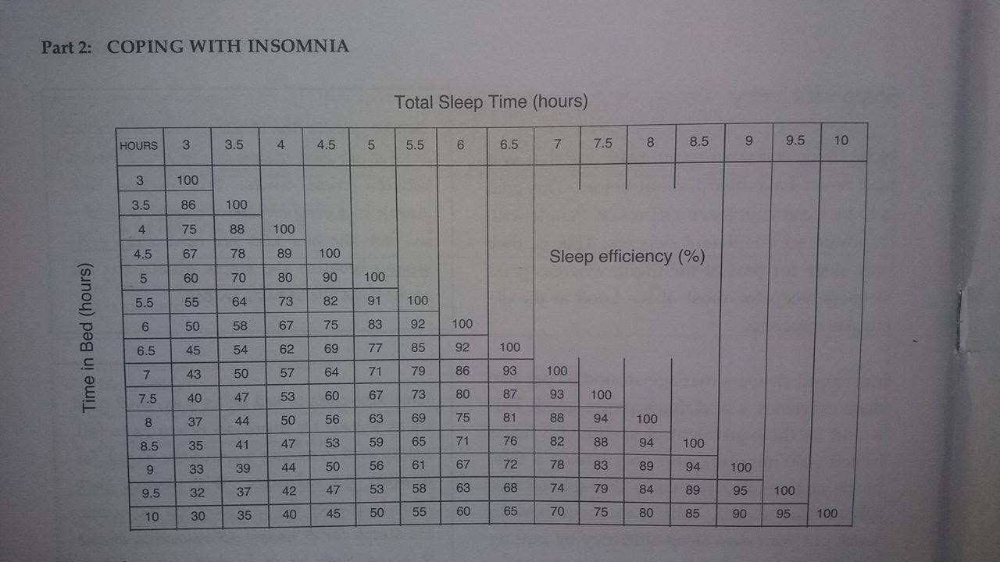 Part 2: COPING WITH INSOMNIA
Total Sleep Time (hours)
HOURS 3 3.5 4 4.5 5 5.5 6 6.5 7 7.5 8 8.5 9 9.5 10
3 100
3.5 86 100
4 75 88 100
4.5 67 78 89 100
Sleep efficiency (%)
5 60 70 80 90 100
5.5 55 64 73 82 91 100
6 50 58 67 75 83 92 100
6.5 45 54 62 69 77 85 92 100
7 43 50 57 64 71 79 86 93 100
7.5 40 47 53 60 67 73 80 87 93 100
8 37 44 50 56 63 69 75 81 88 94 100
8.5 35 41 47 53 59 65 71 76 82 88 94 100
9 33 39 44 50 56 61 67 72 78 83 89 94 100
9.5 32 37 42 47 53 58 63 68 74 79 84 89 95 100
10 30 35 40 45 50 55 60 65 70 75 80 85 90 95 100
Time in Bed (hours)